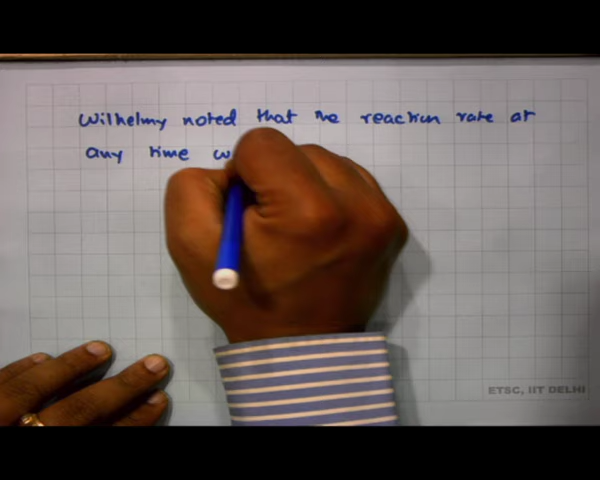 Wilhelmy noted that the reaction rate at
any time w
ETSC, IIT DELHI